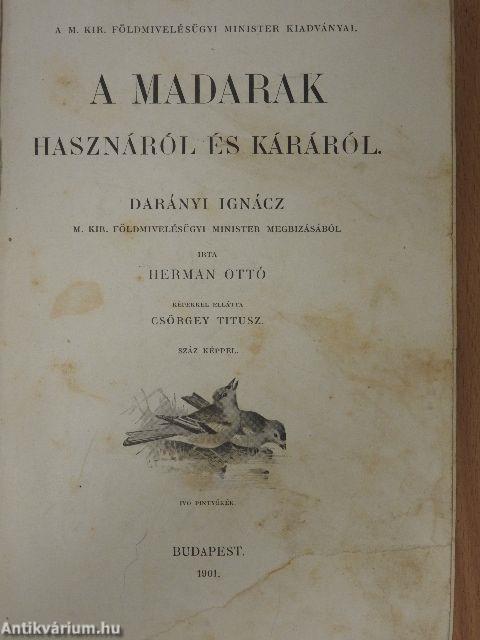 A M. KIR. FÖLDMIVELÉSÜGYI MINISTER KIADVÁNYAI.
A MADARAK
HASZNÁRÓL ÉS KÁRÁRÓL.
DARÁNYI IGNÁCZ
M. KIR. FÖLDMIVELÉSÜGYI MINISTER MEGBIZÁSÁBÓL
IRTA
HERMAN OTTÓ
KÉPEKKEL ELLÁTTA
CSÖRGEY TITUSZ.
SZÁZ KÉPPEL.
IVÓ PINTYŐKÉK.
BUDAPEST.
1901.
Antikvárium.hu